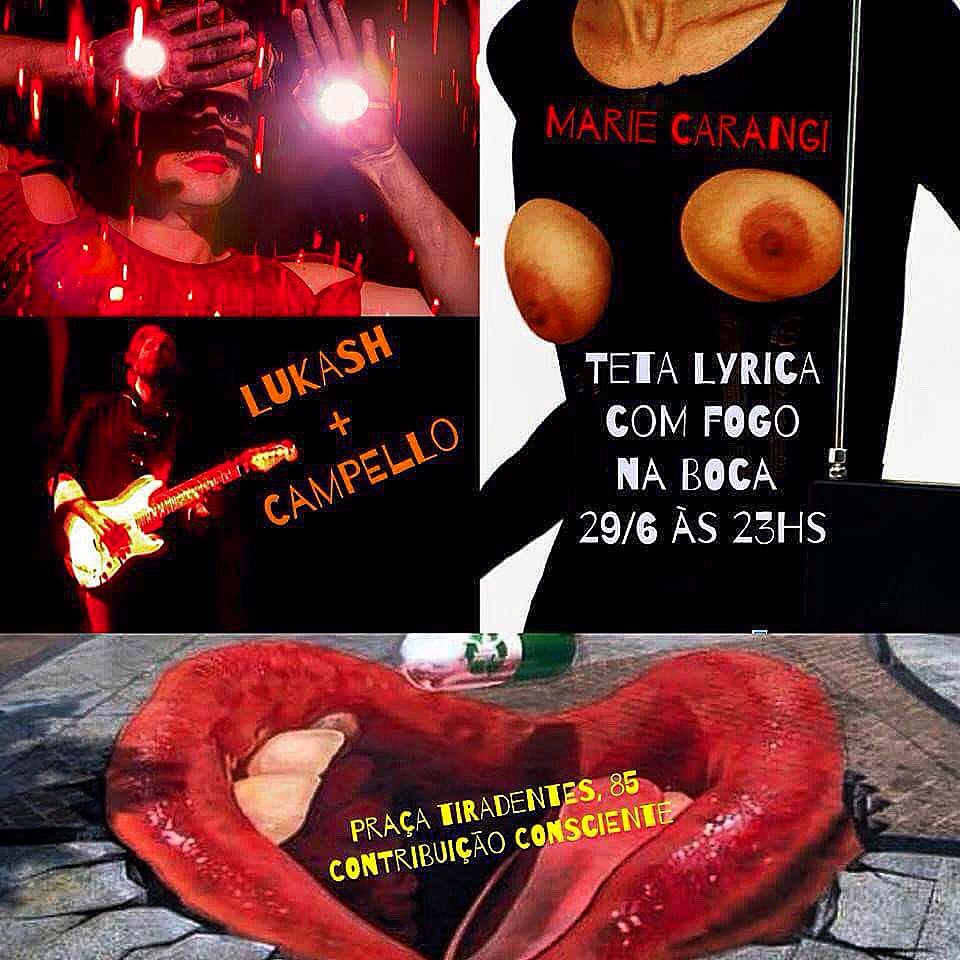 MARIE CARANGI
LUKASH
+
CAMPELLO
TETA LYRICA
COM FOGO
NA BOCA
29/6 ÀS 23HS
PRAÇA TIRADENTES, 85
CONTRIBUIÇÃO CONSCIENTE